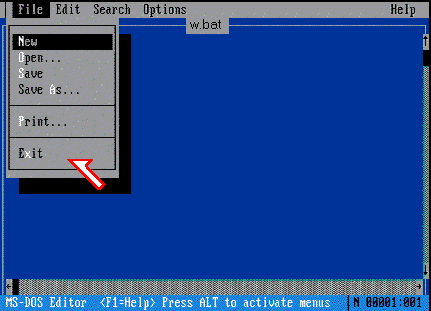 File Edit Search Options Help
w.bat
New
Open...
Save
Save As...
Print...
Exit
MS-DOS Editor <F1=Help> Press ALT to activate menus N 00001:001